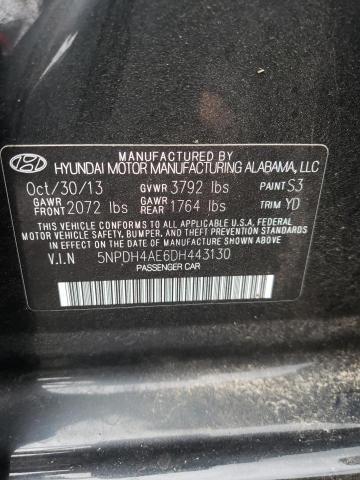 MANUFACTURED BY
HYUNDAI MOTOR MANUFACTURING ALABAMA, LLC
Oct/30/13 GVWR 3792 lbs PAINT S3
GAWR FRONT 2072 lbs GAWR REAR 1764 lbs TRIM YD
THIS VEHICLE CONFORMS TO ALL APPLICABLE U.S.A. FEDERAL
MOTOR VEHICLE SAFETY, BUMPER, AND THEFT PREVENTION
STANDARDS IN EFFECT ON THE DATE OF MANUFACTURE SHOWN ABOVE.
V.I.N 5NPDH4AE6DH443130
PASSENGER CAR